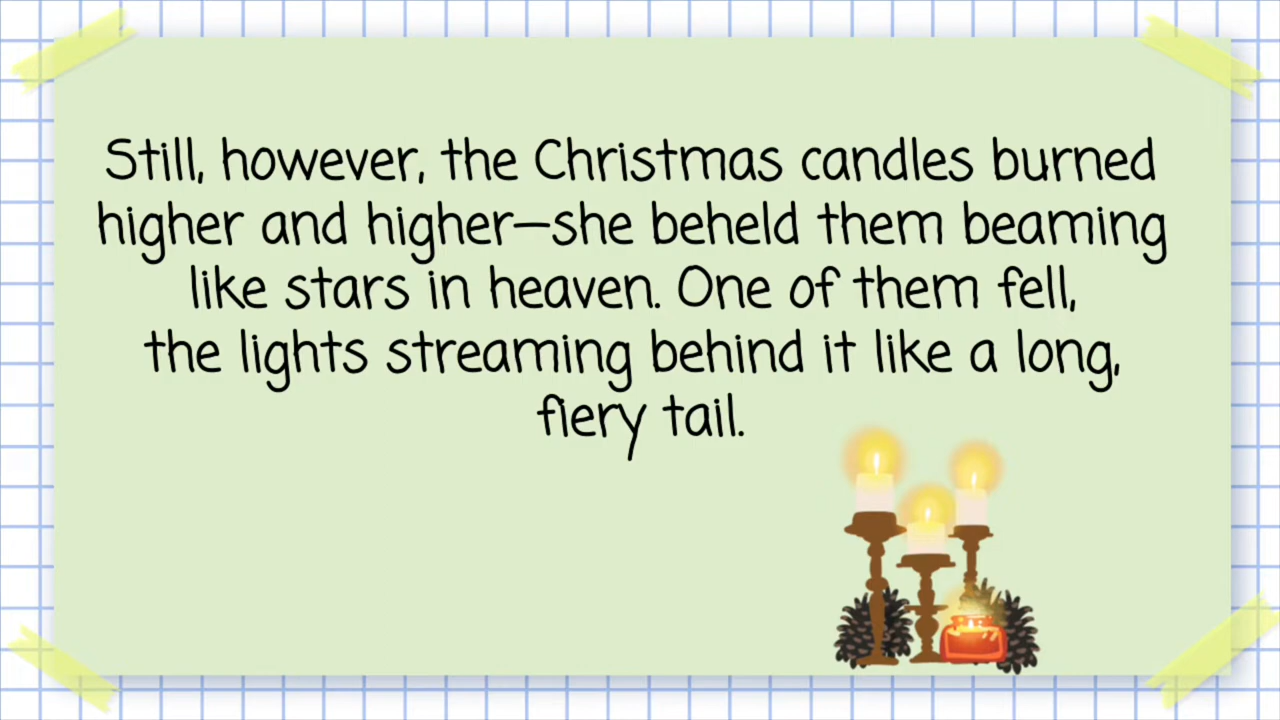 Still, however, the Christmas candles burned
higher and higher—she beheld them beaming
like stars in heaven. One of them fell,
the lights streaming behind it like a long,
fiery tail.